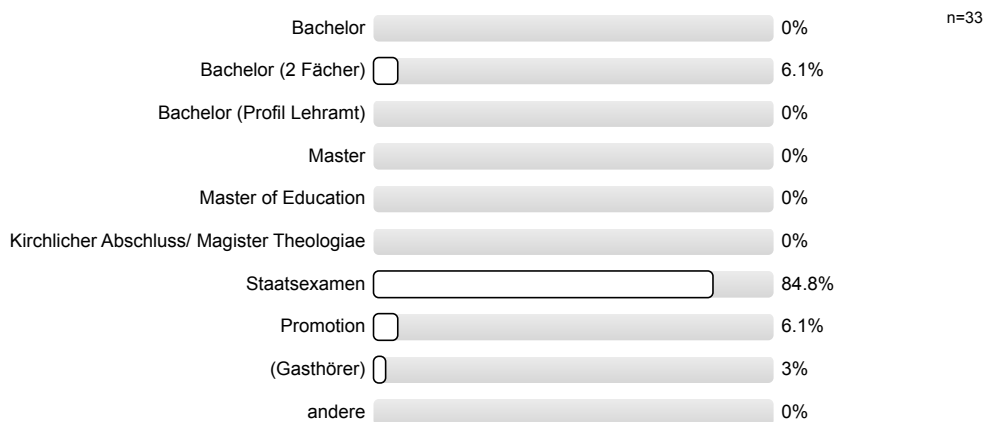 n=33
Bachelor 0%
Bachelor (2 Fächer) 6.1%
Bachelor (Profil Lehramt) 0%
Master 0%
Master of Education 0%
Kirchlicher Abschluss/ Magister Theologiae 0%
Staatsexamen 84.8%
Promotion 6.1%
(Gasthörer) 3%
andere 0%